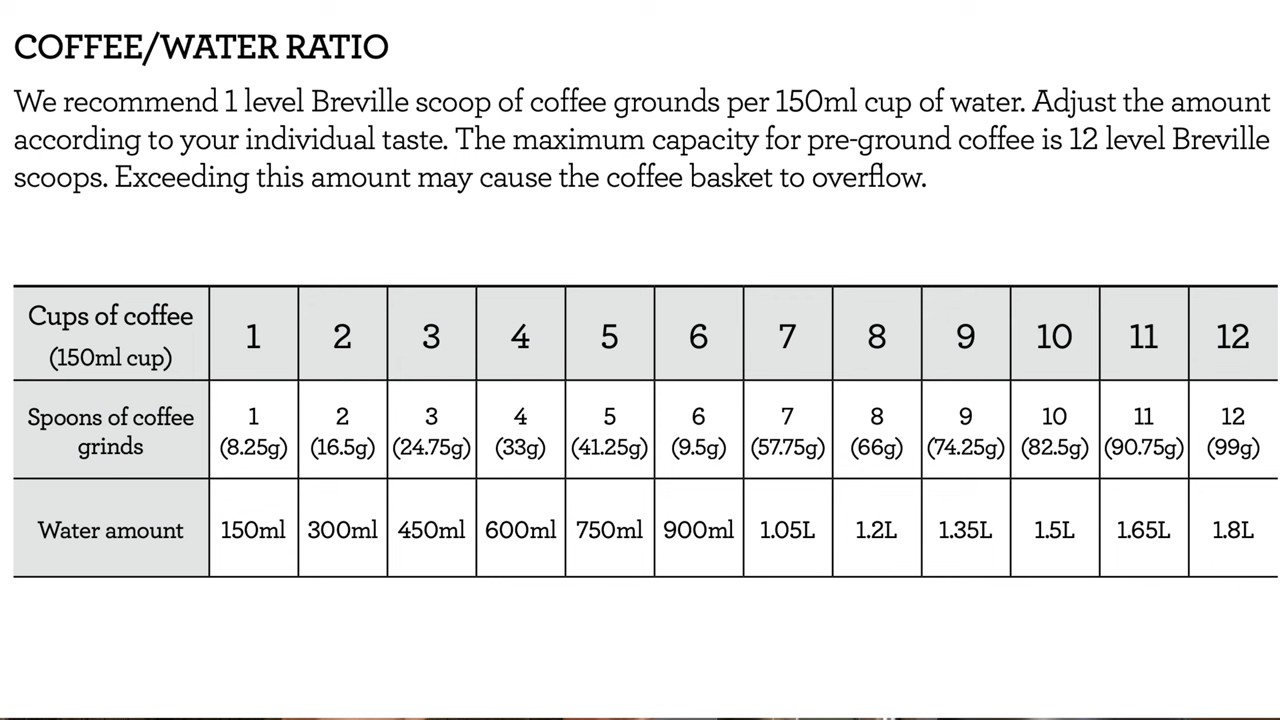 COFFEE/WATER RATIO
We recommend 1 level Breville scoop of coffee grounds per 150ml cup of water. Adjust the amount
according to your individual taste. The maximum capacity for pre-ground coffee is 12 level Breville
scoops. Exceeding this amount may cause the coffee basket to overflow.
Cups of coffee
(150ml cup) 1 2 3 4 5 6 7 8 9 10 11 12
Spoons of coffee 1 2 3 4 5 6 7 8 9 10 11 12
grinds (8.25g) (16.5g) (24.75g) (33g) (41.25g) (9.5g) (57.75g) (66g) (74.25g) (82.5g) (90.75g) (99g)
Water amount 150ml 300ml 450ml 600ml 750ml 900ml 1.05L 1.2L 1.35L 1.5L 1.65L 1.8L